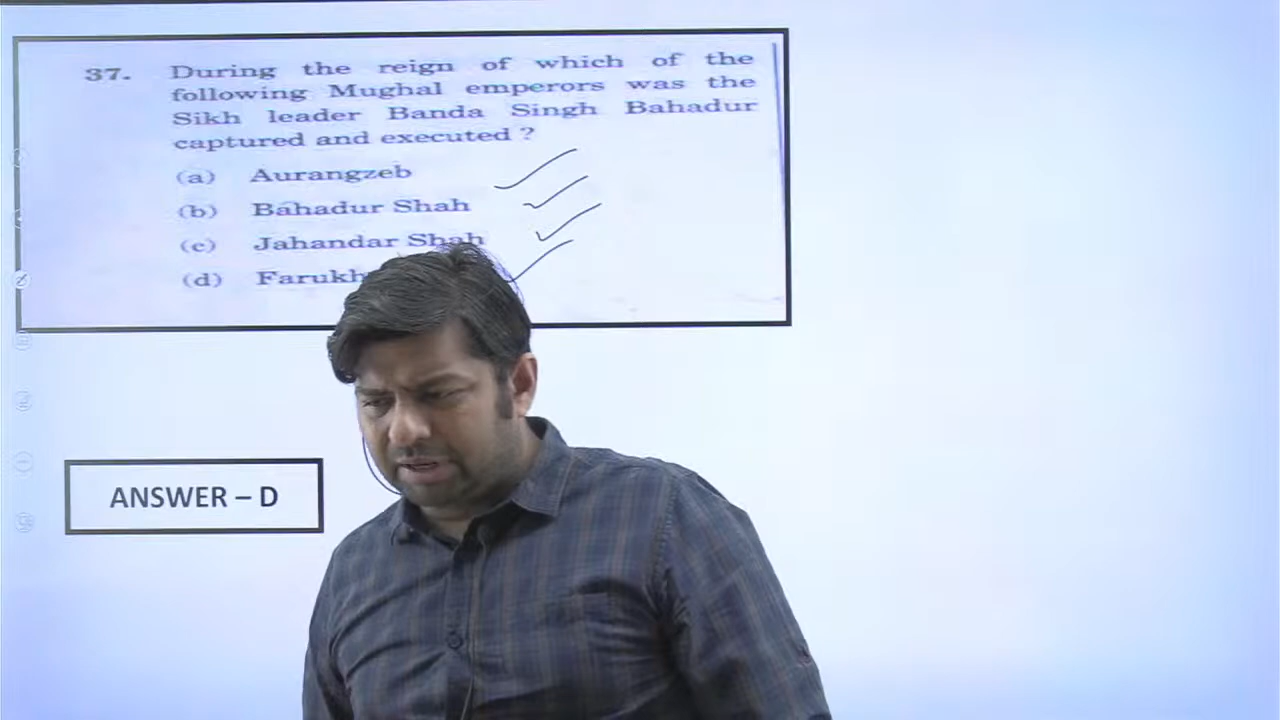 37. During the reign of which of the
following Mughal emperors was the
Sikh leader Banda Singh Bahadur
captured and executed ?
(a) Aurangzeb
(b) Bahadur Shah
(c) Jahandar Shah
(d)
ANSWER – D